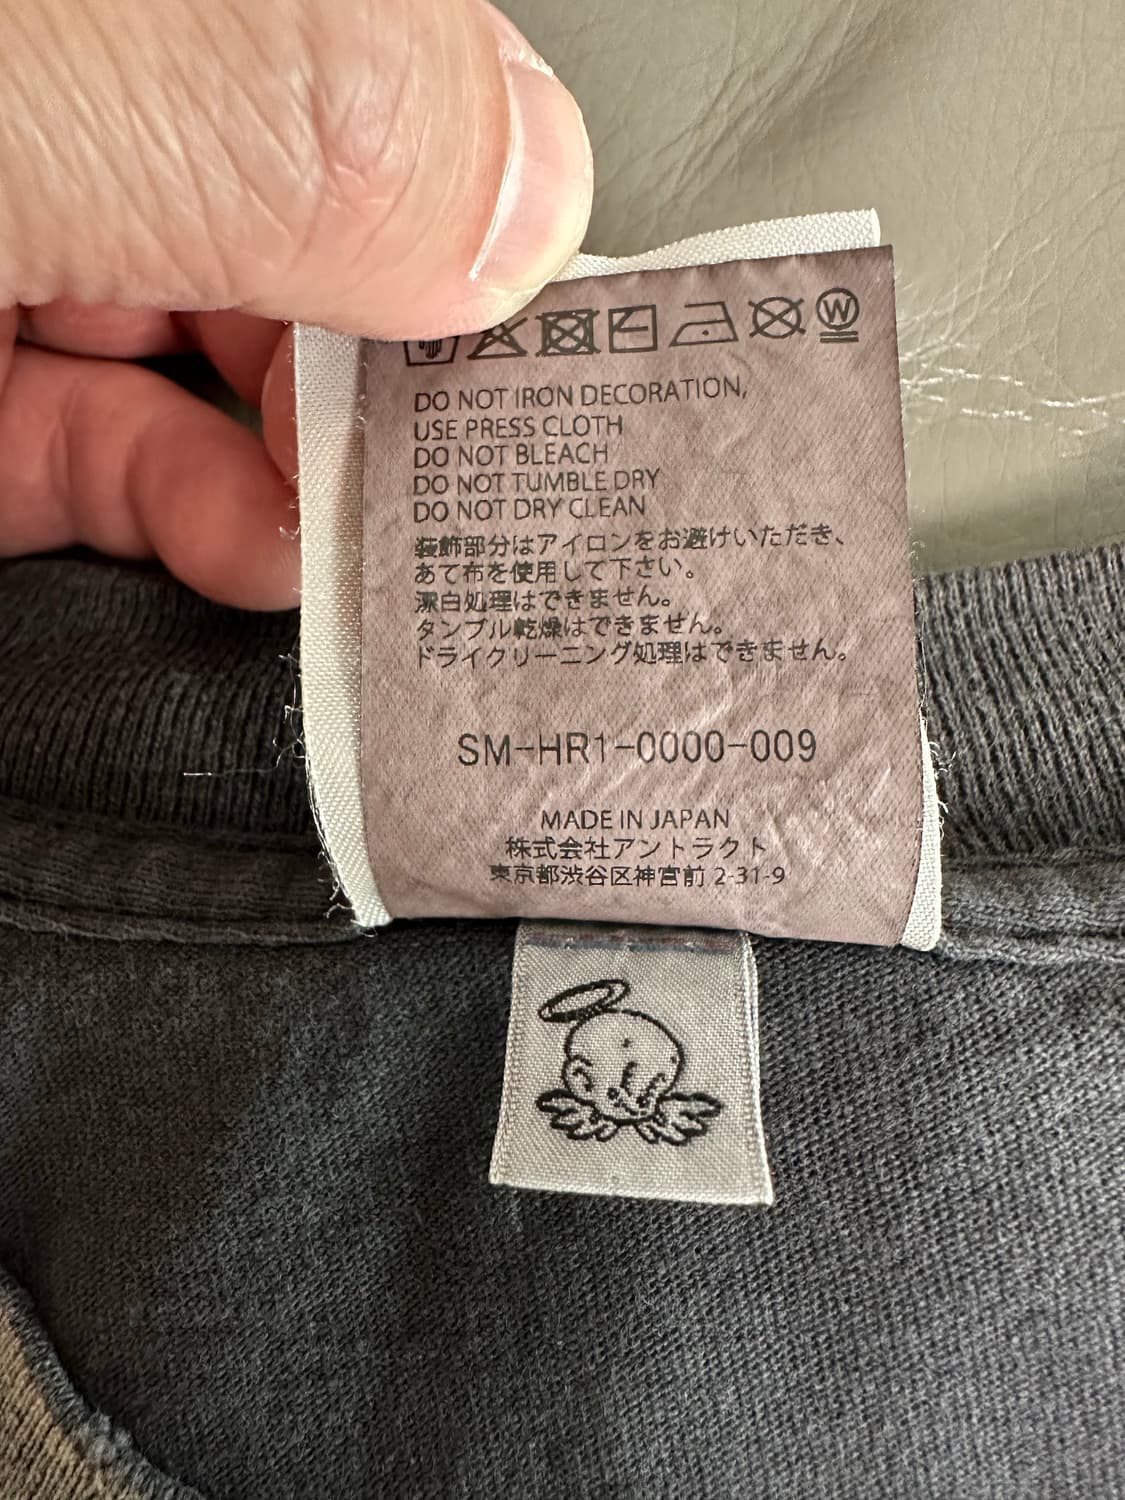 W
DO NOT IRON DECORATION,
USE PRESS CLOTH
DO NOT BLEACH
DO NOT TUMBLE DRY
DO NOT DRY CLEAN
装飾部分はアイロンをお避けいただき、
あて布を使用して下さい。
漂白処理はできません。
タンブル乾燥はできません。
ドライクリーニング処理はできません。
SM-HR1-0000-009
MADE IN JAPAN
株式会社アントラクト
東京都渋谷区神宮前 2-31-9